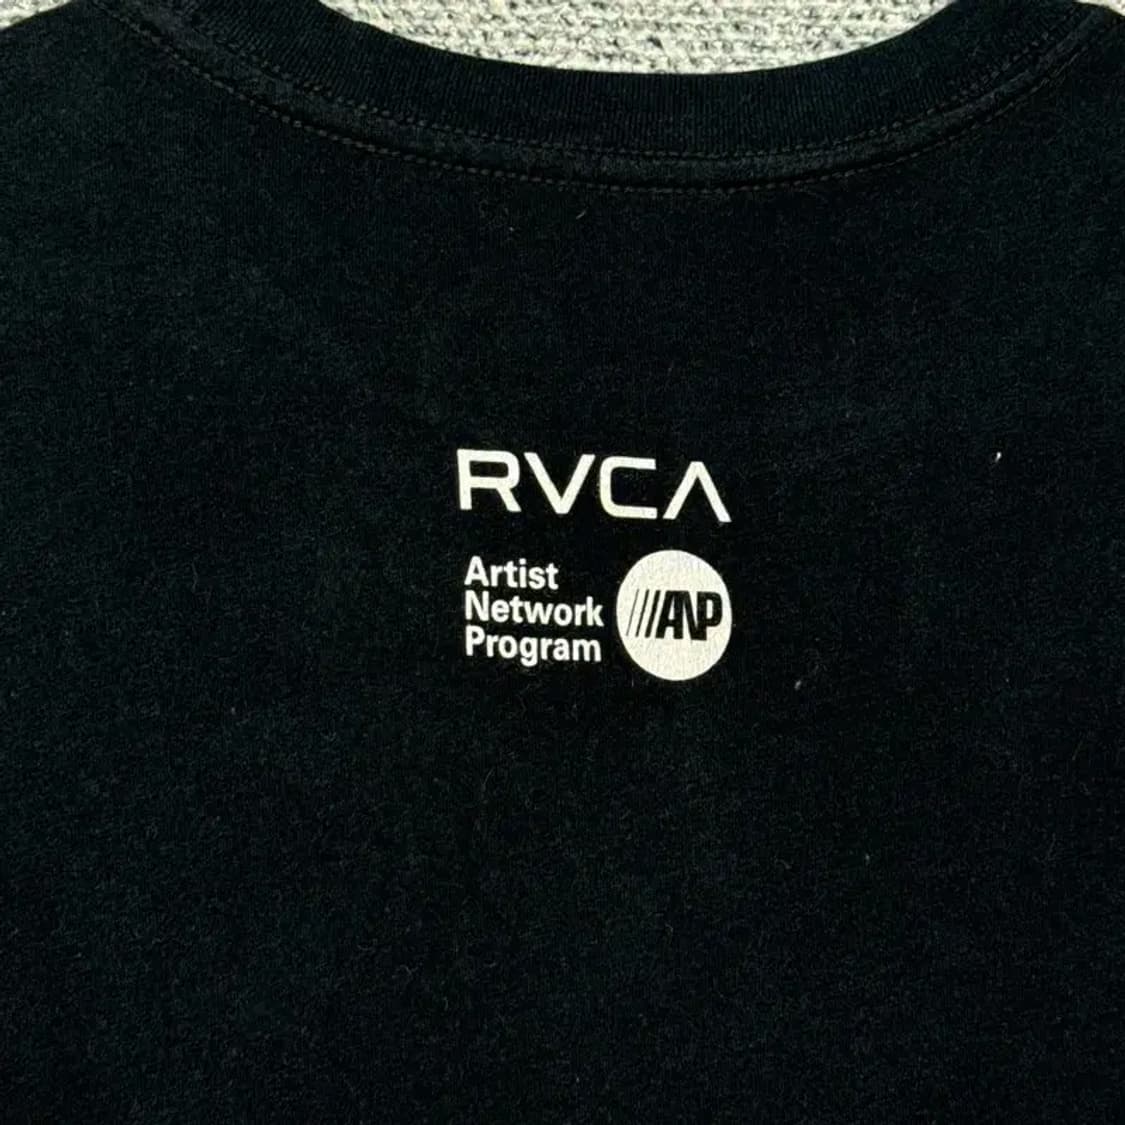 RVCA
Artist
Network
Program
ANP